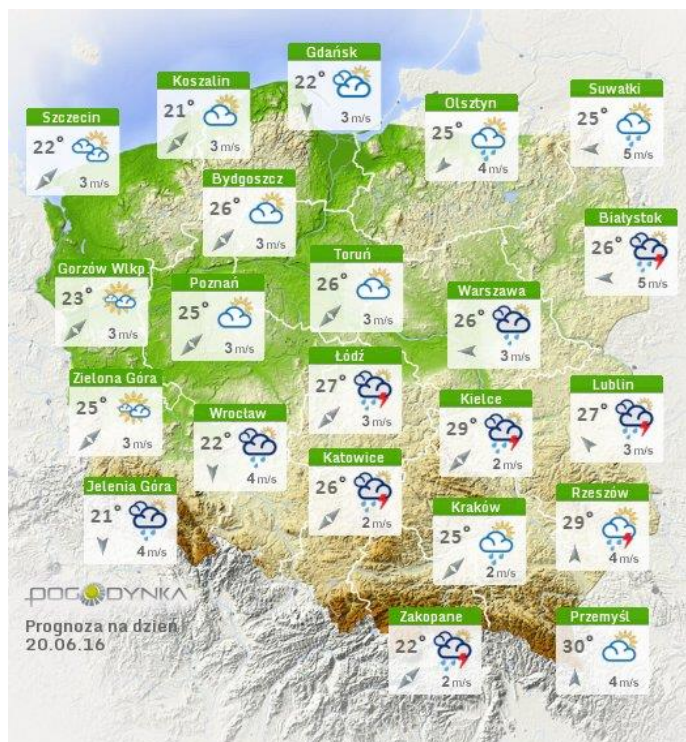 Gdańsk
22°
3 m/s
Koszalin
21°
3 m/s
Szczecin
22°
3 m/s
Olsztyn
25°
4 m/s
Suwałki
25°
5 m/s
Bydgoszcz
26°
3 m/s
Białystok
26°
5 m/s
Gorzów Wlkp.
23°
3 m/s
Poznań
25°
3 m/s
Toruń
26°
3 m/s
Warszawa
26°
3 m/s
Zielona Góra
25°
3 m/s
Wrocław
22°
4 m/s
Łódź
27°
3 m/s
Kielce
29°
2 m/s
Lublin
27°
3 m/s
Jelenia Góra
21°
4 m/s
Katowice
26°
2 m/s
Kraków
25°
2 m/s
Rzeszów
29°
4 m/s
Zakopane
22°
2 m/s
Przemyśl
30°
4 m/s
POGODYNKA
Prognoza na dzień
20.06.16